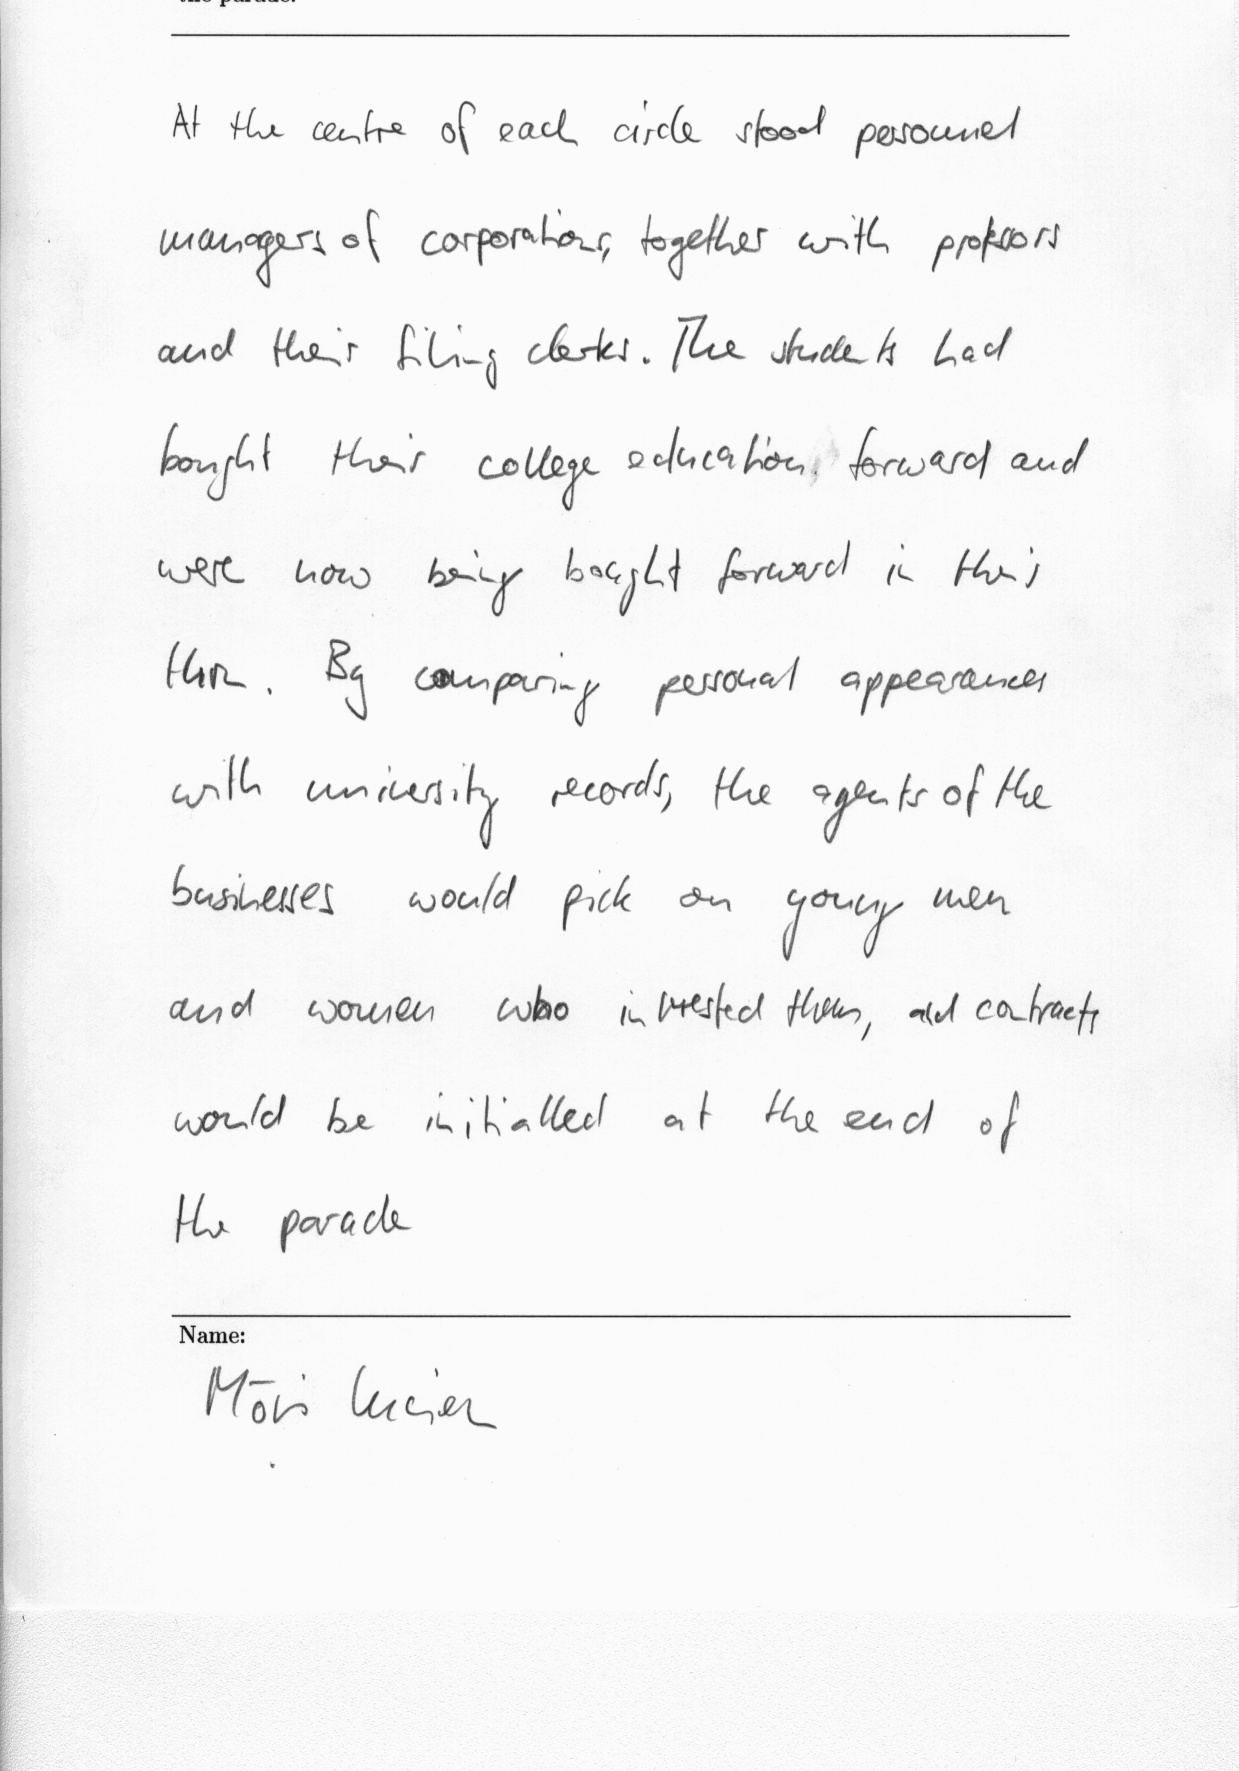 the parade.
At the centre of each circle stood personnel
managers of corporations, together with professors
and their filing clerks. The students had
bought their college education forward and
were now being bought forward in their
turn. By comparing personal appearances
with university records, the agents of the
businesses would pick on young men
and women who interested them, and contracts
would be initialled at the end of
the parade
Name: